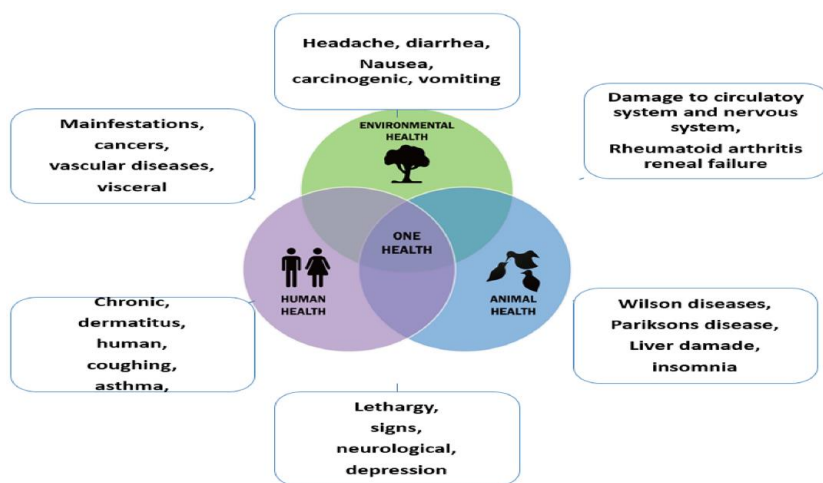 Headache, diarrhea,
Nausea,
carcinogenic, vomiting
Mainfestations,
cancers,
vascular diseases,
visceral
Damage to circulatoy
system and nervous
system,
Rheumatoid arthritis
reneal failure
ENVIRONMENTAL
HEALTH
ONE
HEALTH
HUMAN
HEALTH
ANIMAL
HEALTH
Chronic,
dermatitus,
human,
coughing,
asthma,
Wilson diseases,
Pariksons disease,
Liver damade,
insomnia
Lethargy,
signs,
neurological,
depression